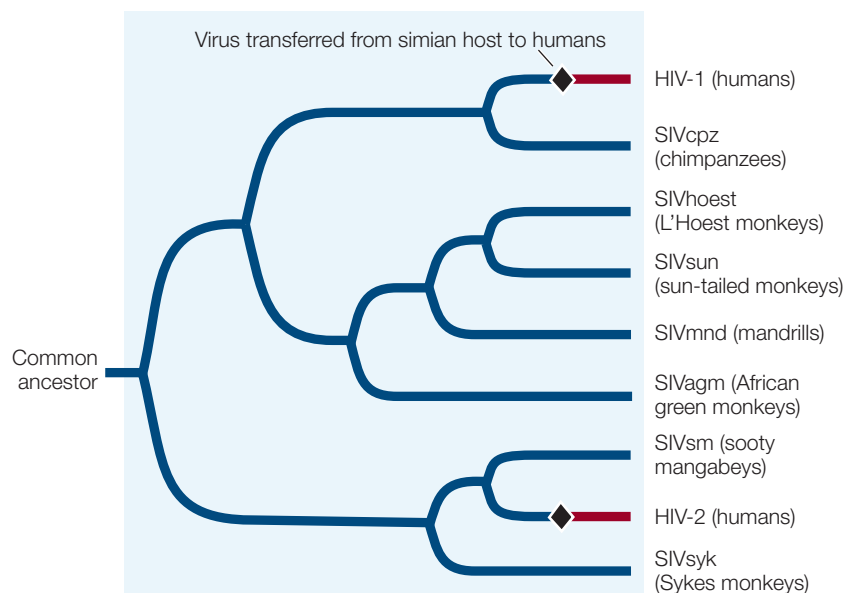 Virus transferred from simian host to humans
HIV-1 (humans)
SIVcpz
(chimpanzees)
SIVhoest
(L’Hoest monkeys)
SIVsun
(sun-tailed monkeys)
SIVmnd (mandrills)
Common
ancestor
SIVagm (African
green monkeys)
SIVsm (sooty
mangabeys)
HIV-2 (humans)
SIVsyk
(Sykes monkeys)